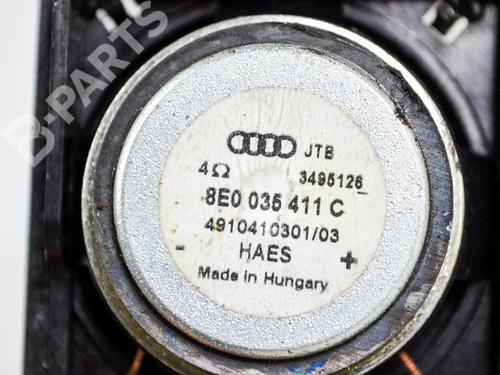 B-PARTS
JTB
4Ω 3495126
8E0 035 411 C
4910410301/03
- HAES +
Made in Hungary